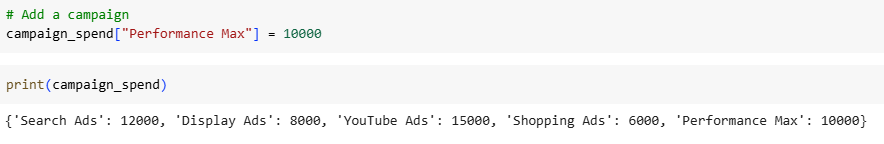 # Add a campaign
campaign_spend["Performance Max"] = 10000
print(campaign_spend)
{'Search Ads': 12000, 'Display Ads': 8000, 'YouTube Ads': 15000, 'Shopping Ads': 6000, 'Performance Max': 10000}